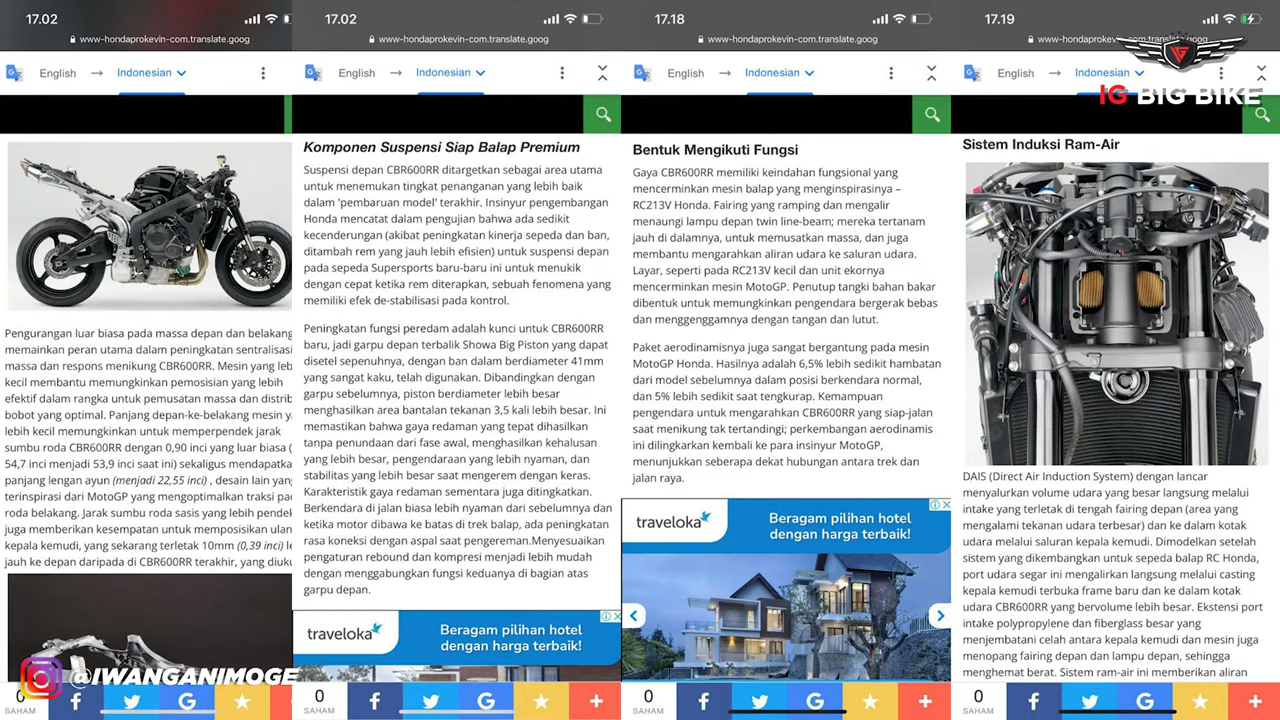 17.02
www-hondaprokevin-com.translate.goog
English → Indonesian
Pengurangan luar biasa pada massa depan dan belakang
memainkan peran utama dalam peningkatan sentralisasi
massa dan respons menikung CBR600RR. Mesin yang leb
kecil membantu memungkinkan pemosisian yang lebih
efektif dalam rangka untuk pemusatan massa dan distrib
bobot yang optimal. Panjang depan-ke-belakang mesin y
lebih kecil memungkinkan untuk memperpendek jarak
sumbu roda CBR600RR dengan 0,90 inci yang luar biasa (
54,7 inci menjadi 53,9 inci saat ini) sekaligus mendapatka
panjang lengan ayun (menjadi 22,55 inci) , desain lain yang
terinspirasi dari MotoGP yang mengoptimalkan traksi pad
roda belakang. Jarak sumbu roda sasis yang lebih pendek
juga memberikan kesempatan untuk memposisikan ulan
kepala kemudi, yang sekarang terletak 10mm (0,39 inci) le
jauh ke depan daripada di CBR600RR terakhir, yang diuku
@IWANGANIMOGE
0
SAHAM
17.02
www-hondaprokevin-com.translate.goog
English → Indonesian
Komponen Suspensi Siap Balap Premium
Suspensi depan CBR600RR ditargetkan sebagai area utama
untuk menemukan tingkat penanganan yang lebih baik
dalam 'pembaruan model' terakhir. Insinyur pengembangan
Honda mencatat dalam pengujian bahwa ada sedikit
kecenderungan (akibat peningkatan kinerja sepeda dan ban,
ditambah rem yang jauh lebih efisien) untuk suspensi depan
pada sepeda Supersports baru-baru ini untuk menukik
dengan cepat ketika rem diterapkan, sebuah fenomena yang
memiliki efek de-stabilisasi pada kontrol.
Peningkatan fungsi peredam adalah kunci untuk CBR600RR
baru, jadi garpu depan terbalik Showa Big Piston yang dapat
disetel sepenuhnya, dengan ban dalam berdiameter 41mm
yang sangat kaku, telah digunakan. Dibandingkan dengan
garpu sebelumnya, piston berdiameter lebih besar
menghasilkan area bantalan tekanan 3,5 kali lebih besar. Ini
memastikan bahwa gaya redaman yang tepat dihasilkan
tanpa penundaan dari fase awal, menghasilkan kehalusan
yang lebih besar, pengendaraan yang lebih nyaman, dan
stabilitas yang lebih besar saat mengerem dengan keras.
Karakteristik gaya redaman sementara juga ditingkatkan.
Berkendara di jalan biasa lebih nyaman dari sebelumnya dan
ketika motor dibawa ke batas di trek balap, ada peningkatan
rasa koneksi dengan aspal saat pengereman.Menyesuaikan
pengaturan rebound dan kompresi menjadi lebih mudah
dengan menggabungkan fungsi keduanya di bagian atas
garpu depan.
traveloka
Beragam pilihan hotel
dengan harga terbaik!
0
SAHAM
17.18
www-hondaprokevin-com.translate.goog
English → Indonesian
Bentuk Mengikuti Fungsi
Gaya CBR600RR memiliki keindahan fungsional yang
mencerminkan mesin balap yang menginspirasinya –
RC213V Honda. Fairing yang ramping dan mengalir
menaungi lampu depan twin line-beam; mereka tertanam
jauh di dalamnya, untuk memusatkan massa, dan juga
membantu mengarahkan aliran udara ke saluran udara.
Layar, seperti pada RC213V kecil dan unit ekornya
mencerminkan mesin MotoGP. Penutup tangki bahan bakar
dibentuk untuk memungkinkan pengendara bergerak bebas
dan menggenggamnya dengan tangan dan lutut.
Paket aerodinamisnya juga sangat bergantung pada mesin
MotoGP Honda. Hasilnya adalah 6,5% lebih sedikit hambatan
dari model sebelumnya dalam posisi berkendara normal,
dan 5% lebih sedikit saat tengkurap. Kemampuan
pengendara untuk mengarahkan CBR600RR yang siap-jalan
saat menikung tak tertandingi; perkembangan aerodinamis
ini dilingkarkan kembali ke para insinyur MotoGP,
menunjukkan seberapa dekat hubungan antara trek dan
jalan raya.
traveloka
Beragam pilihan hotel
dengan harga terbaik!
0
SAHAM
17.19
www-hondaprokevin-com.translate.goog
English → Indonesian
IG BIG BIKE
Sistem Induksi Ram-Air
DAIS (Direct Air Induction System) dengan lancar
menyalurkan volume udara yang besar langsung melalui
intake yang terletak di tengah fairing depan (area yang
mengalami tekanan udara terbesar) dan ke dalam kotak
udara melalui saluran kepala kemudi. Dimodelkan setelah
sistem yang dikembangkan untuk sepeda balap RC Honda,
port udara segar ini mengalirkan langsung melalui casting
kepala kemudi terbuka frame baru dan ke dalam kotak
udara CBR600RR yang bervolume lebih besar. Ekstensi port
intake polypropylene dan fiberglass besar yang
menjembatani celah antara kepala kemudi dan mesin juga
menopang fairing depan dan lampu depan, sehingga
menghemat berat. Sistem ram-air ini memberikan aliran
0
SAHAM